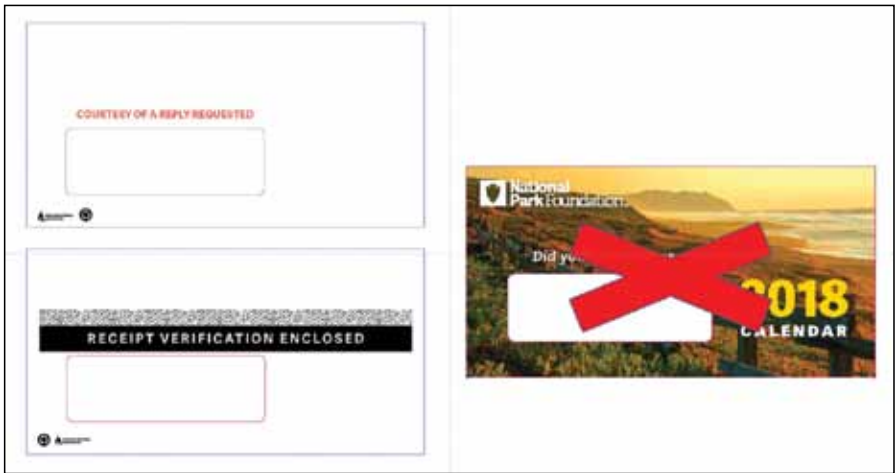 COURTESY OF A REPLY REQUESTED
RECEIPT VERIFICATION ENCLOSED
National
Park Foundation
Did
2018
CALENDAR